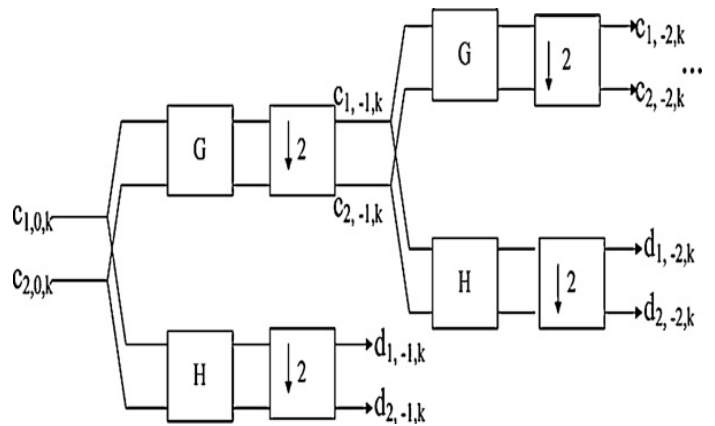 c1,-2,k
G
↓ 2
c2,-2,k
...
c1,-1,k
G
↓ 2
c2,-1,k
c1,0,k
d1,-2,k
H
↓ 2
d2,-2,k
c2,0,k
d1,-1,k
H
↓ 2
d2,-1,k